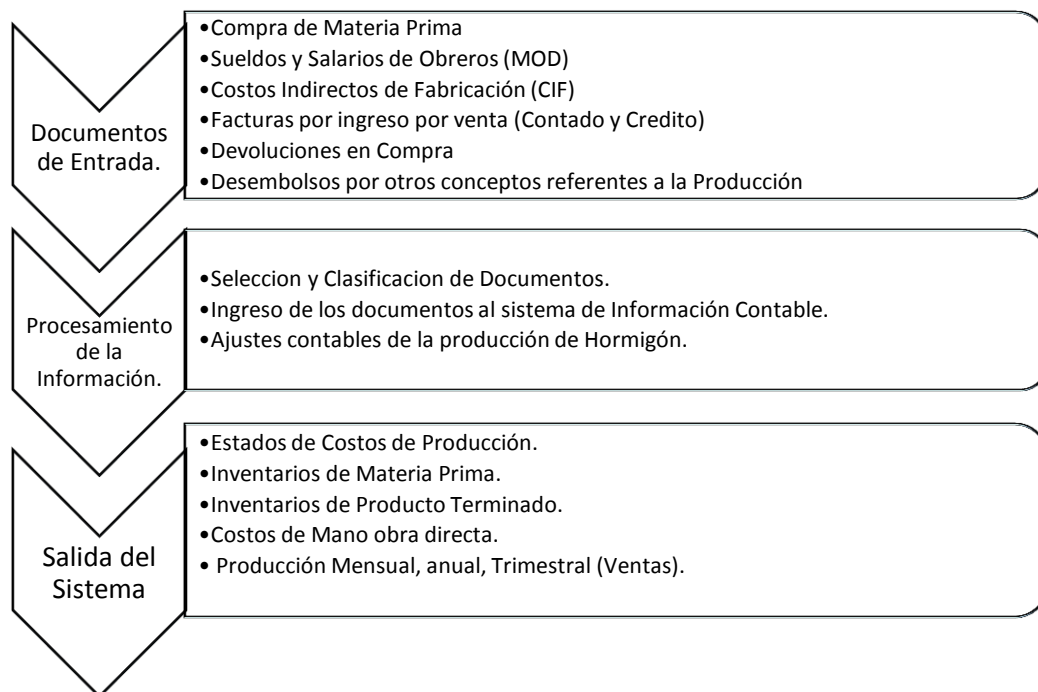 Documentos
de Entrada.
•Compra de Materia Prima
•Sueldos y Salarios de Obreros (MOD)
•Costos Indirectos de Fabricación (CIF)
•Facturas por ingreso por venta (Contado y Credito)
•Devoluciones en Compra
•Desembolsos por otros conceptos referentes a la Producción
Procesamiento
de la
Información.
•Seleccion y Clasificacion de Documentos.
•Ingreso de los documentos al sistema de Información Contable.
•Ajustes contables de la producción de Hormigón.
Salida del
Sistema
•Estados de Costos de Producción.
•Inventarios de Materia Prima.
•Inventarios de Producto Terminado.
•Costos de Mano obra directa.
• Producción Mensual, anual, Trimestral (Ventas).